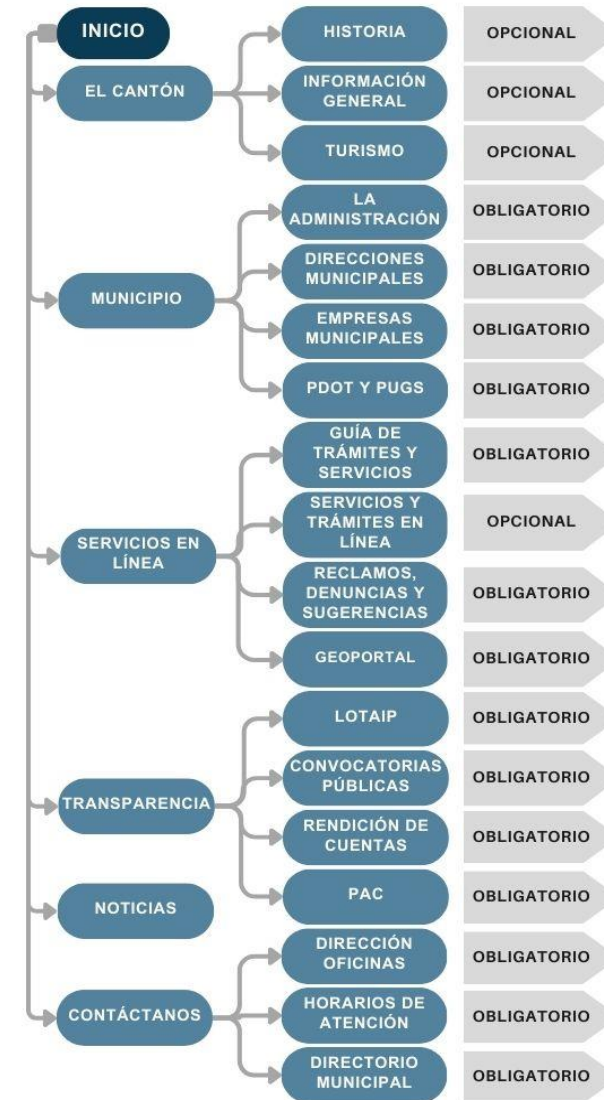 INICIO
EL CANTÓN
HISTORIA
OPCIONAL
INFORMACIÓN
GENERAL
OPCIONAL
TURISMO
OPCIONAL
MUNICIPIO
LA
ADMINISTRACIÓN
OBLIGATORIO
DIRECCIONES
MUNICIPALES
OBLIGATORIO
EMPRESAS
MUNICIPALES
OBLIGATORIO
PDOT Y PUGS
OBLIGATORIO
SERVICIOS EN
LÍNEA
GUÍA DE
TRÁMITES Y
SERVICIOS
OBLIGATORIO
SERVICIOS Y
TRÁMITES EN
LÍNEA
OPCIONAL
RECLAMOS,
DENUNCIAS Y
SUGERENCIAS
OBLIGATORIO
GEOPORTAL
OBLIGATORIO
TRANSPARENCIA
LOTAIP
OBLIGATORIO
CONVOCATORIAS
PÚBLICAS
OBLIGATORIO
RENDICIÓN DE
CUENTAS
OBLIGATORIO
PAC
OBLIGATORIO
NOTICIAS
CONTÁCTANOS
DIRECCIÓN
OFICINAS
OBLIGATORIO
HORARIOS DE
ATENCIÓN
OBLIGATORIO
DIRECTORIO
MUNICIPAL
OBLIGATORIO